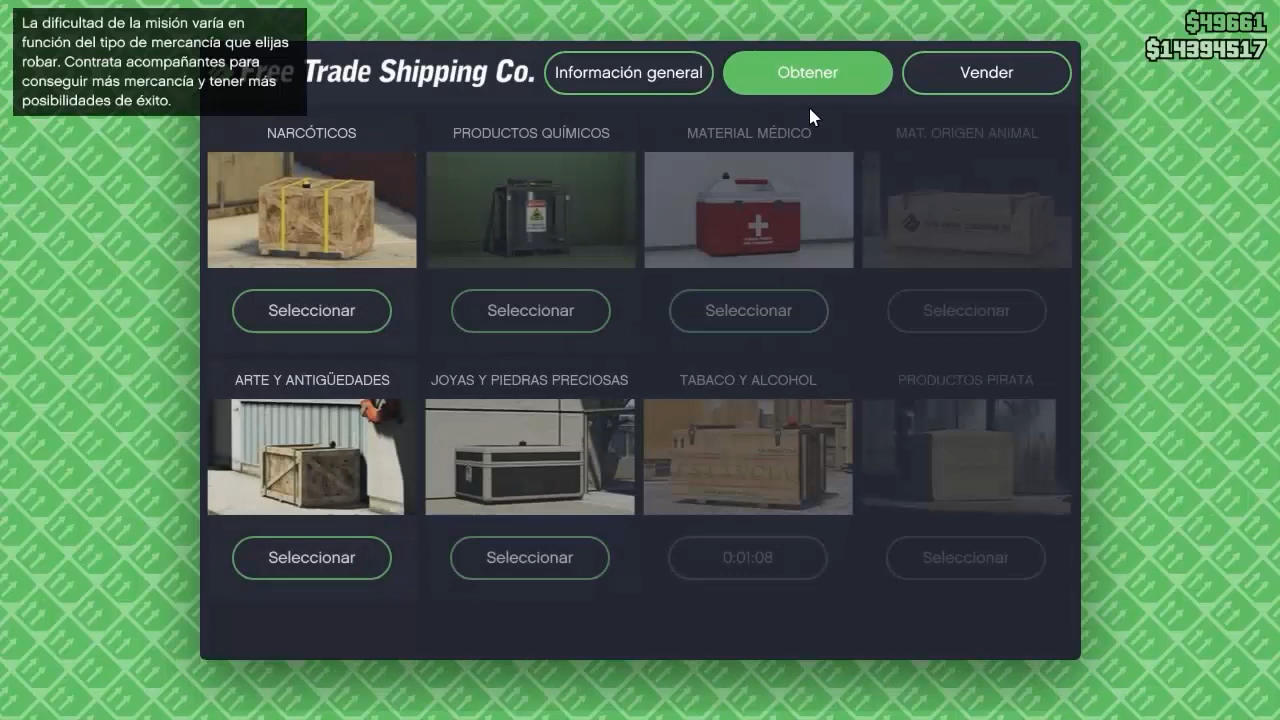 La dificultad de la misión varía en
función del tipo de mercancía que elijas
robar. Contrata acompañantes para
conseguir más mercancía y tener más
posibilidades de éxito.
$49661
$14394517
Free Trade Shipping Co.
Información general
Obtener
Vender
NARCÓTICOS
PRODUCTOS QUÍMICOS
MATERIAL MÉDICO
MAT. ORIGEN ANIMAL
Seleccionar
Seleccionar
Seleccionar
Seleccionar
ARTE Y ANTIGÜEDADES
JOYAS Y PIEDRAS PRECIOSAS
TABACO Y ALCOHOL
PRODUCTOS PIRATA
Seleccionar
Seleccionar
0:01:08
Seleccionar